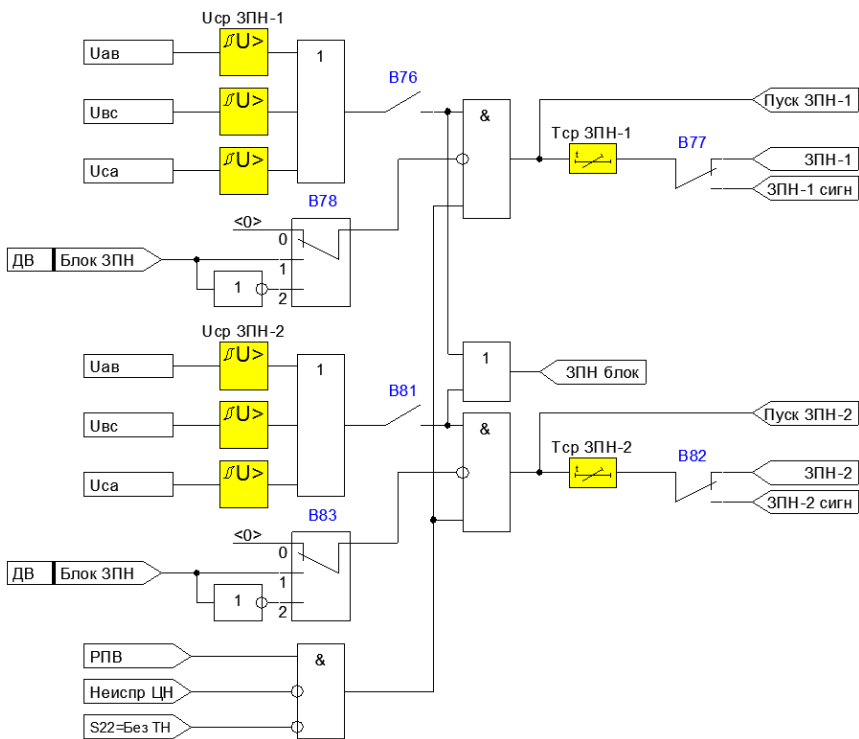 Uср ЗПН-1
Uав
U>
1
B76
Uвс
U>
&
Пуск ЗПН-1
Тср ЗПН-1
B77
t
ЗПН-1
Uса
U>
ЗПН-1 сигн
B78
<0>
0
ДВ Блок ЗПН
1
1
2
Uср ЗПН-2
Uав
U>
1
1
ЗПН блок
B81
Uвс
U>
&
Пуск ЗПН-2
Тср ЗПН-2
B82
t
ЗПН-2
Uса
U>
ЗПН-2 сигн
B83
<0>
0
ДВ Блок ЗПН
1
1
2
РПВ
&
Неиспр ЦН
S22=Без ТН